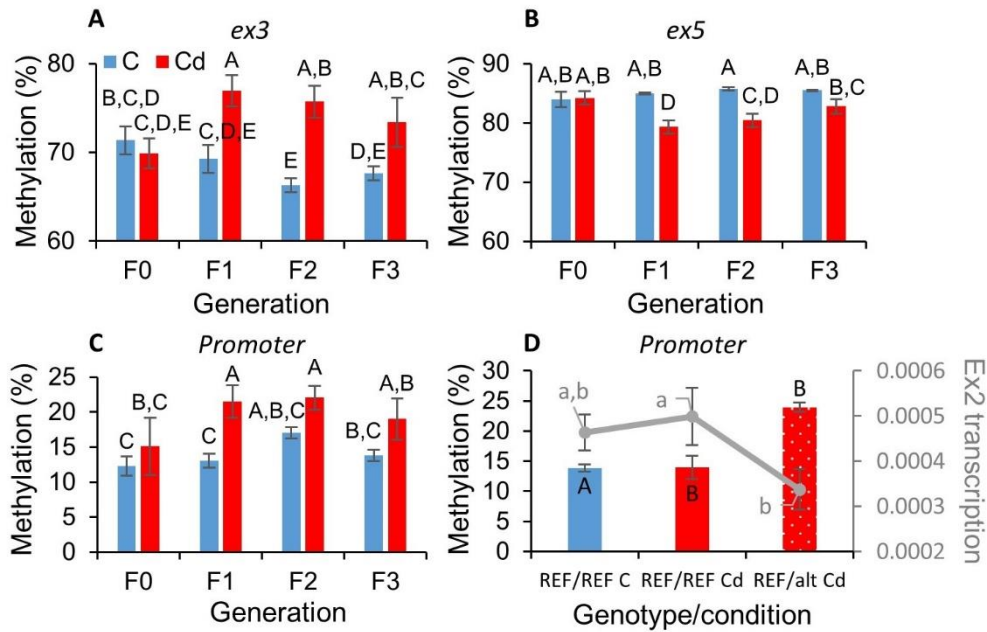 A
ex3
C Cd
Methylation (%)
80
70
60
B,C,D
C,D,E
C,D,E
A
E
A,B
D,E
A,B,C
F0 F1 F2 F3
Generation
B
ex5
Methylation (%)
90
80
70
60
A,B
A,B
A,B
D
A
C,D
A,B
B,C
F0 F1 F2 F3
Generation
C
Promoter
Methylation (%)
25
20
15
10
5
0
C
B,C
C
A
A,B,C
A
B,C
A,B
F0 F1 F2 F3
Generation
D
Promoter
Methylation (%)
30
25
20
15
10
5
0
a,b
a
b
A
B
B
0.0006
0.0005
0.0004
0.0003
0.0002
Ex2 transcription
REF/REF C REF/REF Cd REF/alt Cd
Genotype/condition